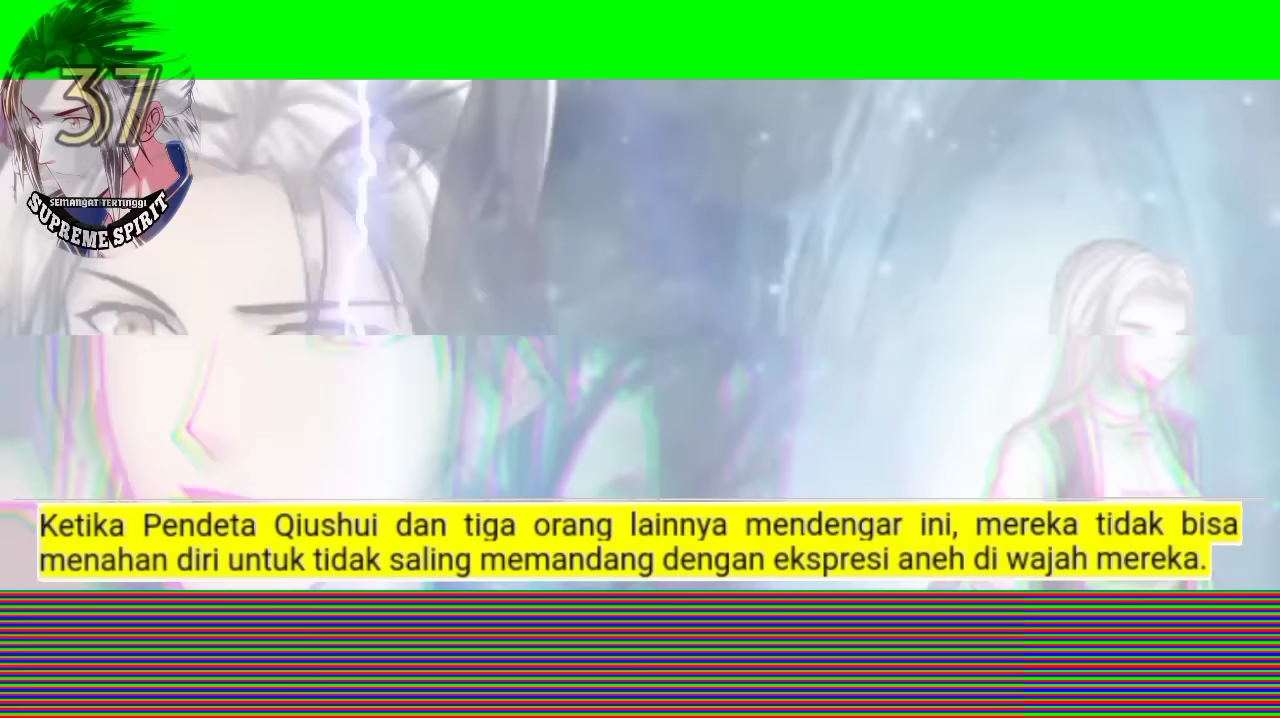 37
SEMANGAT TERTINGGI
SUPREME SPIRIT
Ketika Pendeta Qiushui dan tiga orang lainnya mendengar ini, mereka tidak bisa
menahan diri untuk tidak saling memandang dengan ekspresi aneh di wajah mereka.